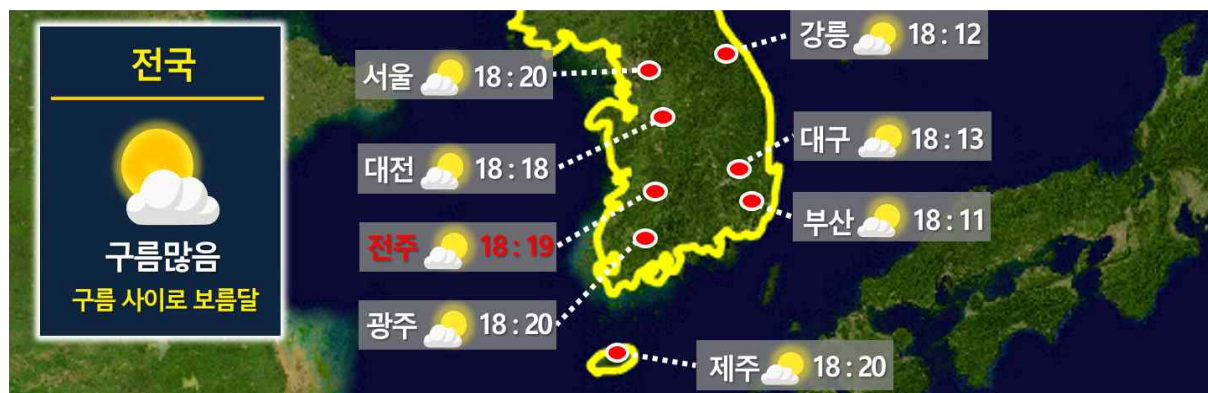 전국
구름많음
구름 사이로 보름달
서울 18 : 20
대전 18 : 18
전주 18 : 19
광주 18 : 20
강릉 18 : 12
대구 18 : 13
부산 18 : 11
제주 18 : 20